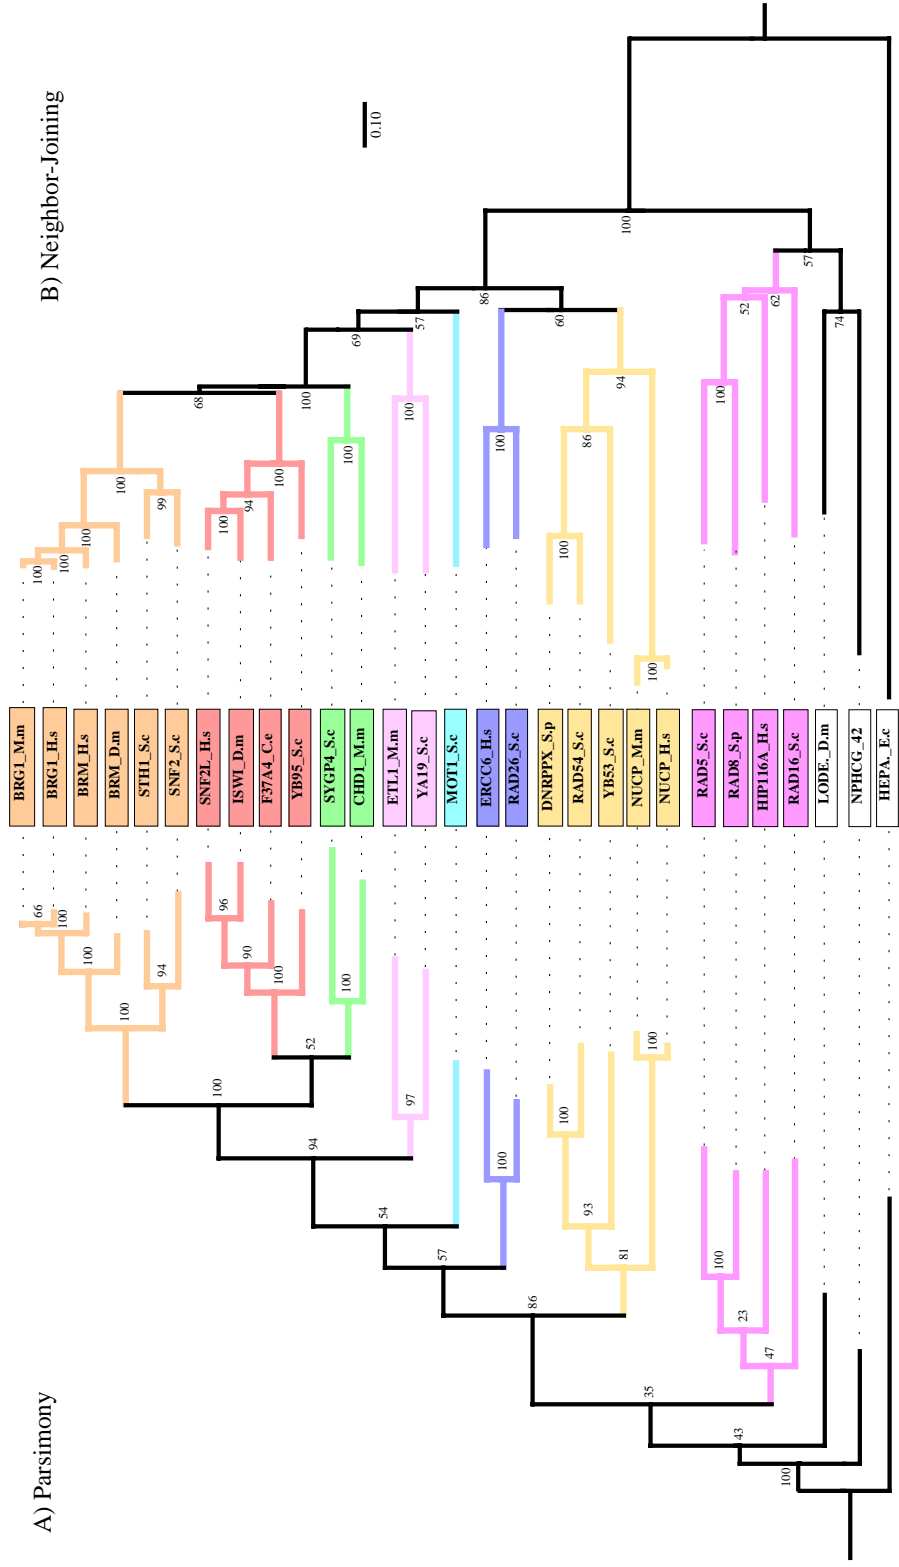 A) Parsimony
B) Neighbor-Joining
0.10
BRG1_M.m
BRG1_H.s
BRM_H.s
BRM_D.m
STH1_S.c
SNF2_S.c
SNF2L_H.s
ISWI_D.m
F37A4_C.e
YB95_S.c
SYGP4_S.c
CHD1_M.m
ETL1_M.m
YA19_S.c
MOT1_S.c
ERCC6_H.s
RAD26_S.c
DNRPPX_S.p
RAD54_S.c
YB53_S.c
NUCP_M.m
NUCP_H.s
RAD5_S.c
RAD8_S.p
HIP116A_H.s
RAD16_S.c
LODE._D.m
NPHCG_42
HEPA_E.c
66
100
100
100
94
96
90
100
52
100
100
94
97
54
57
100
100
93
81
100
86
100
23
47
35
43
100
100
100
100
100
99
100
94
100
68
100
100
69
100
57
86
100
60
100
86
94
100
100
100
52
62
57
74